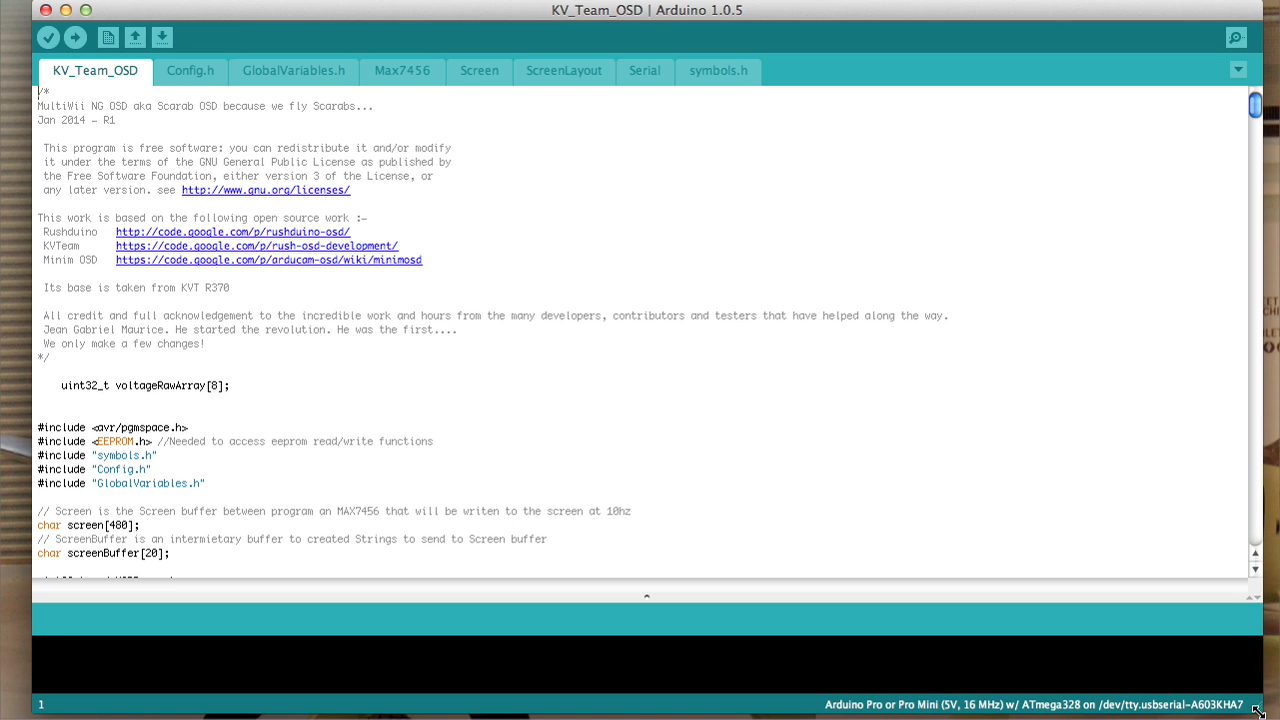 KV_Team_OSD | Arduino 1.0.5
KV_Team_OSD Config.h GlobalVariables.h Max7456 Screen ScreenLayout Serial symbols.h
/*
MultiWii NG OSD aka Scarab OSD because we fly Scarabs...
Jan 2014 – R1
This program is free software: you can redistribute it and/or modify
it under the terms of the GNU General Public License as published by
the Free Software Foundation, either version 3 of the License, or
any later version. see http://www.gnu.org/licenses/
This work is based on the following open source work :-
Rushduino http://code.google.com/p/rushduino-osd/
KVTeam https://code.google.com/p/rush-osd-development/
Minim OSD https://code.google.com/p/arducam-osd/wiki/minimosd
Its base is taken from KVT R370
All credit and full acknowledgement to the incredible work and hours from the many developers, contributors and testers that have helped along the way.
Jean Gabriel Maurice. He started the revolution. He was the first....
We only make a few changes!
*/
uint32_t voltageRawArray[8];
#include <avr/pgmspace.h>
#include <EEPROM.h> //Needed to access eeprom read/write functions
#include "symbols.h"
#include "Config.h"
#include "GlobalVariables.h"
// Screen is the Screen buffer between program an MAX7456 that will be writen to the screen at 10hz
char screen[480];
// ScreenBuffer is an intermietary buffer to created Strings to send to Screen buffer
char screenBuffer[20];
1 Arduino Pro or Pro Mini (5V, 16 MHz) w/ ATmega328 on /dev/tty.usbserial-A603KHA7